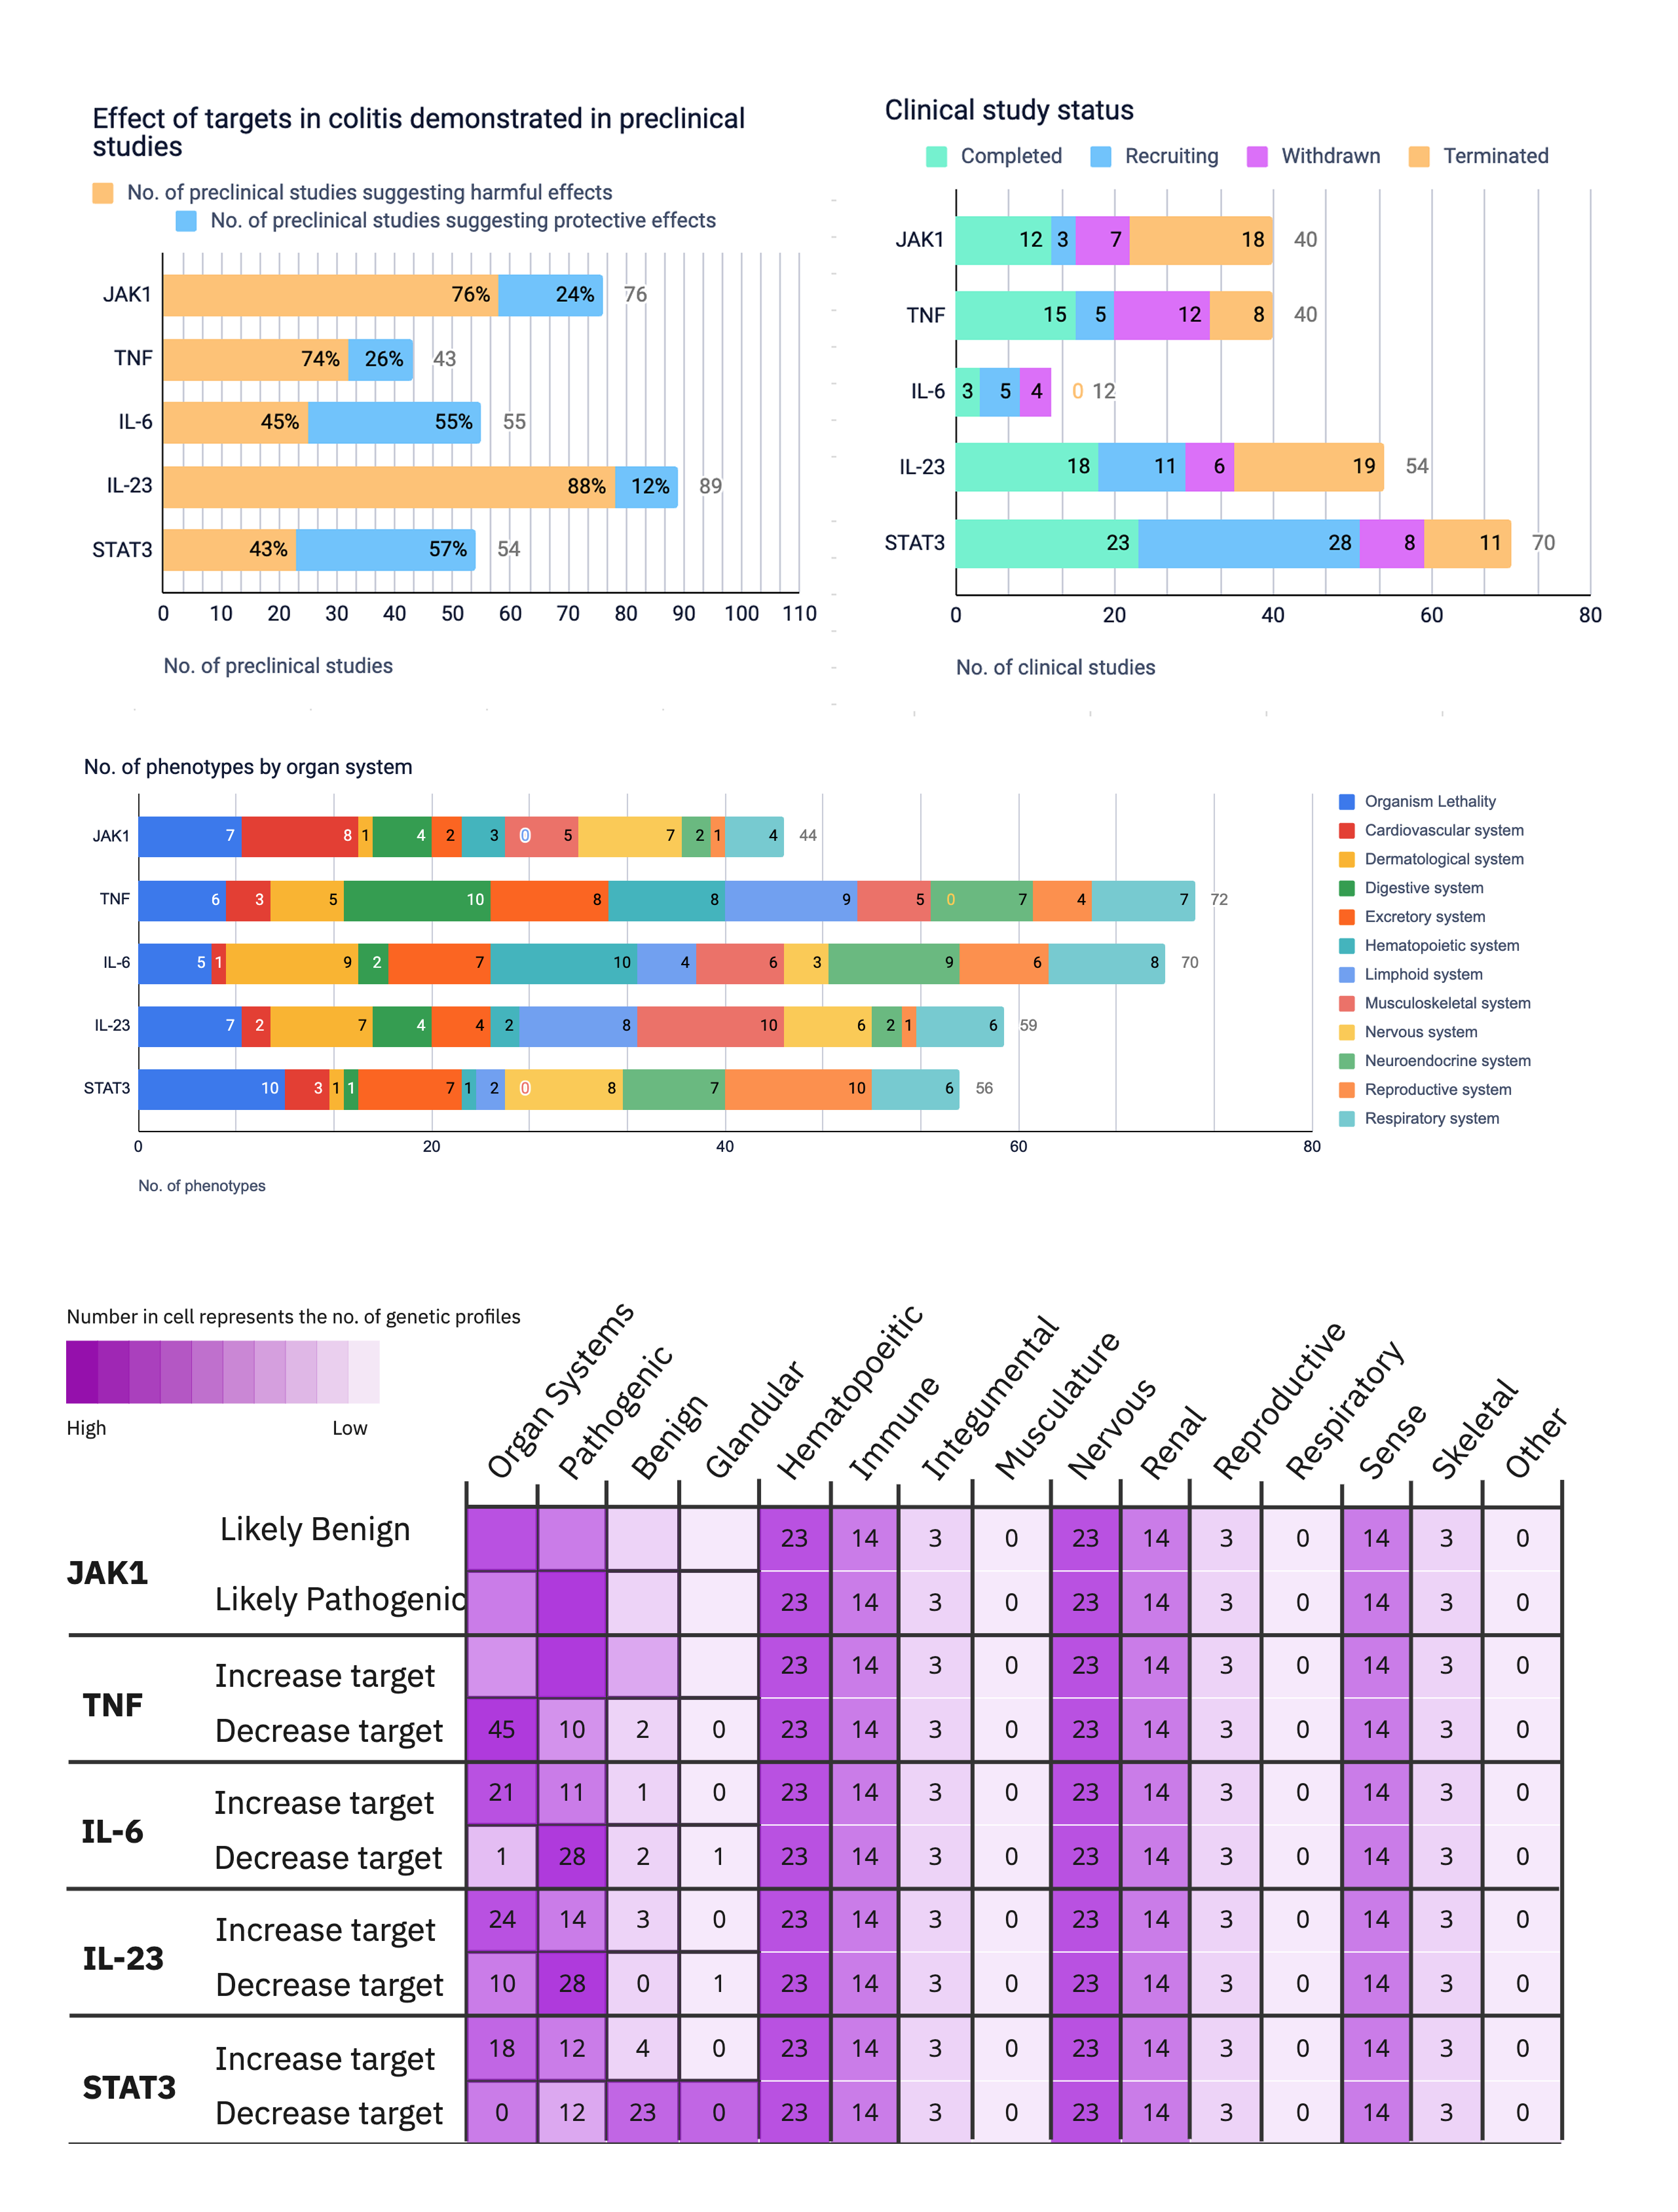 Effect of targets in colitis demonstrated in preclinical
studies
No. of preclinical studies suggesting harmful effects
No. of preclinical studies suggesting protective effects
JAK1 76% 24% 76
TNF 74% 26% 43
IL-6 45% 55% 55
IL-23 88% 12% 89
STAT3 43% 57% 54
0 10 20 30 40 50 60 70 80 90 100 110
No. of preclinical studies
Clinical study status
Completed Recruiting Withdrawn Terminated
JAK1 12 3 7 18 40
TNF 15 5 12 8 40
IL-6 3 5 4 0 12
IL-23 18 11 6 19 54
STAT3 23 28 8 11 70
0 20 40 60 80
No. of clinical studies
No. of phenotypes by organ system
JAK1 7 8 1 4 2 3 0 5 7 2 1 4 44
TNF 6 3 5 10 8 8 9 5 0 7 4 7 72
IL-6 5 1 9 2 7 10 4 6 3 9 6 8 70
IL-23 7 2 7 4 4 2 8 10 6 2 1 6 59
STAT3 10 3 1 1 7 1 2 0 8 7 10 6 56
0 20 40 60 80
No. of phenotypes
Organism Lethality
Cardiovascular system
Dermatological system
Digestive system
Excretory system
Hematopoietic system
Limphoid system
Musculoskeletal system
Nervous system
Neuroendocrine system
Reproductive system
Respiratory system
Number in cell represents the no. of genetic profiles
High Low
Organ Systems
Pathogenic
Benign
Glandular
Hematopoeitic
Immune
Integumental
Musculature
Nervous
Renal
Reproductive
Respiratory
Sense
Skeletal
Other
JAK1
Likely Benign 23 14 3 0 23 14 3 0 14 3 0
Likely Pathogenic 23 14 3 0 23 14 3 0 14 3 0
TNF
Increase target 23 14 3 0 23 14 3 0 14 3 0
Decrease target 45 10 2 0 23 14 3 0 23 14 3 0 14 3 0
IL-6
Increase target 21 11 1 0 23 14 3 0 23 14 3 0 14 3 0
Decrease target 1 28 2 1 23 14 3 0 23 14 3 0 14 3 0
IL-23
Increase target 24 14 3 0 23 14 3 0 23 14 3 0 14 3 0
Decrease target 10 28 0 1 23 14 3 0 23 14 3 0 14 3 0
STAT3
Increase target 18 12 4 0 23 14 3 0 23 14 3 0 14 3 0
Decrease target 0 12 23 0 23 14 3 0 23 14 3 0 14 3 0